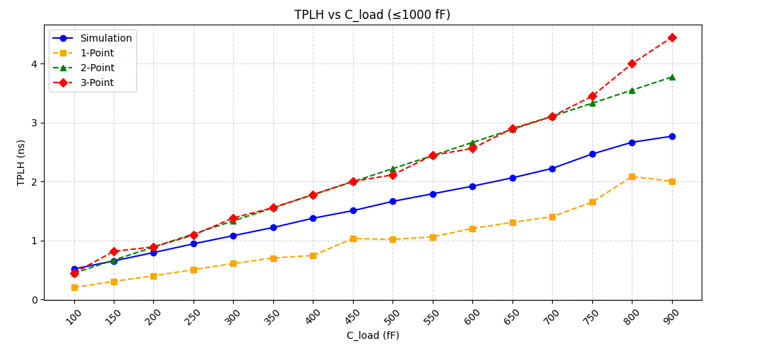 TPLH vs C_load (≤1000 fF)
Simulation
1-Point
2-Point
3-Point
TPLH (ns)
4
3
2
1
0
100 150 200 250 300 350 400 450 500 550 600 650 700 750 800 900
C_load (fF)